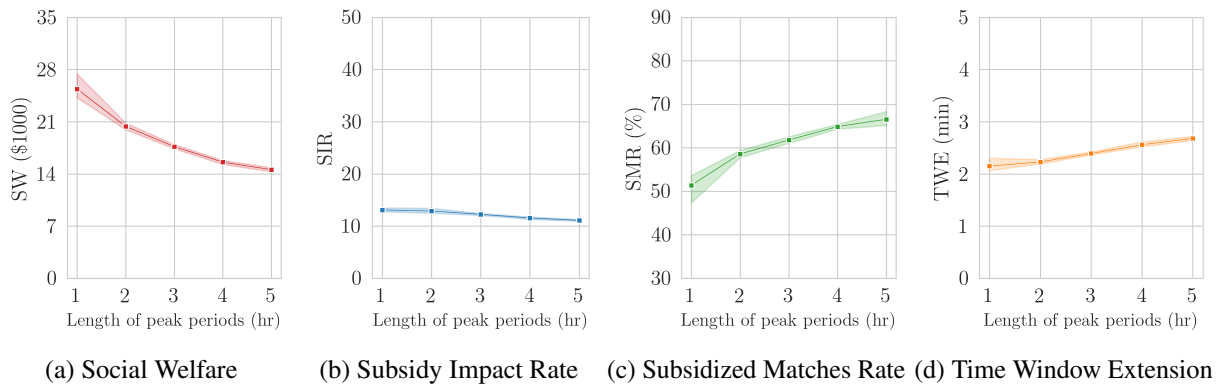 35
28
21
14
7
0
SW ($1000)
1 2 3 4 5
Length of peak periods (hr)
(a) Social Welfare
50
40
30
20
10
0
SIR
1 2 3 4 5
Length of peak periods (hr)
(b) Subsidy Impact Rate
90
80
70
60
50
40
30
SMR (%)
1 2 3 4 5
Length of peak periods (hr)
(c) Subsidized Matches Rate
5
4
3
2
1
0
TWE (min)
1 2 3 4 5
Length of peak periods (hr)
(d) Time Window Extension